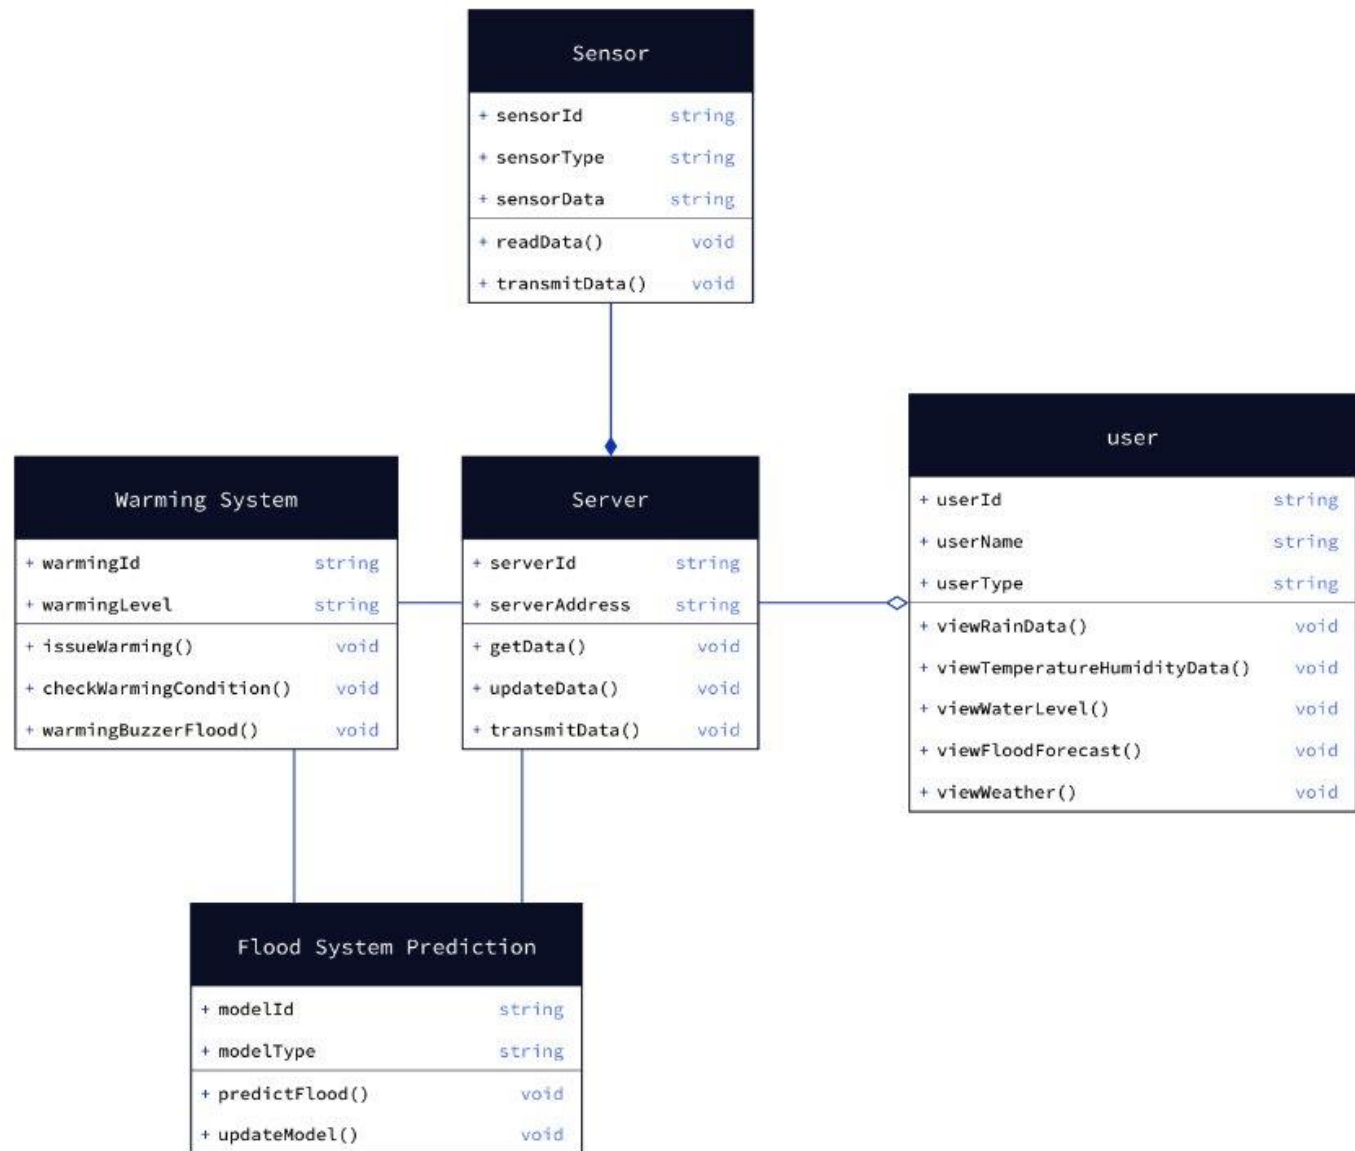 Sensor
+ sensorId string
+ sensorType string
+ sensorData string
+ readData() void
+ transmitData() void
Warming System
+ warmingId string
+ warmingLevel string
+ issueWarming() void
+ checkWarmingCondition() void
+ warmingBuzzerFlood() void
Server
+ serverId string
+ serverAddress string
+ getData() void
+ updateData() void
+ transmitData() void
user
+ userId string
+ userName string
+ userType string
+ viewRainData() void
+ viewTemperatureHumidityData() void
+ viewWaterLevel() void
+ viewFloodForecast() void
+ viewWeather() void
Flood System Prediction
+ modelId string
+ modelType string
+ predictFlood() void
+ updateModel() void